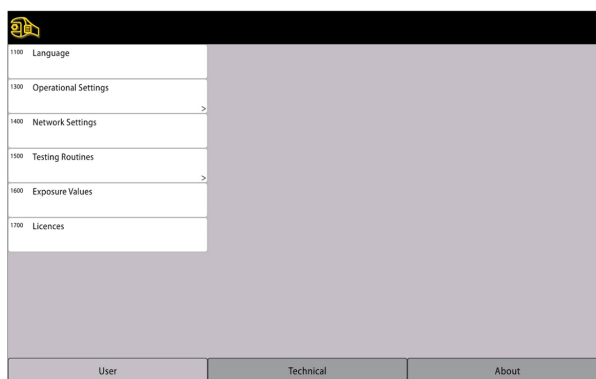 1100 Language
1300 Operational Settings
>
1400 Network Settings
1500 Testing Routines
>
1600 Exposure Values
1700 Licences
User Technical About